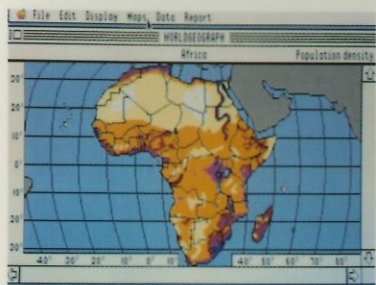 File Edit Display Maps Data Report
WORLDGEOGRAPH
Africa Population density
30°
20°
10°
0°
10°
20°
30°
40° 30° 20° 10° 0° 10° 40° 50° 60° 70° 80°